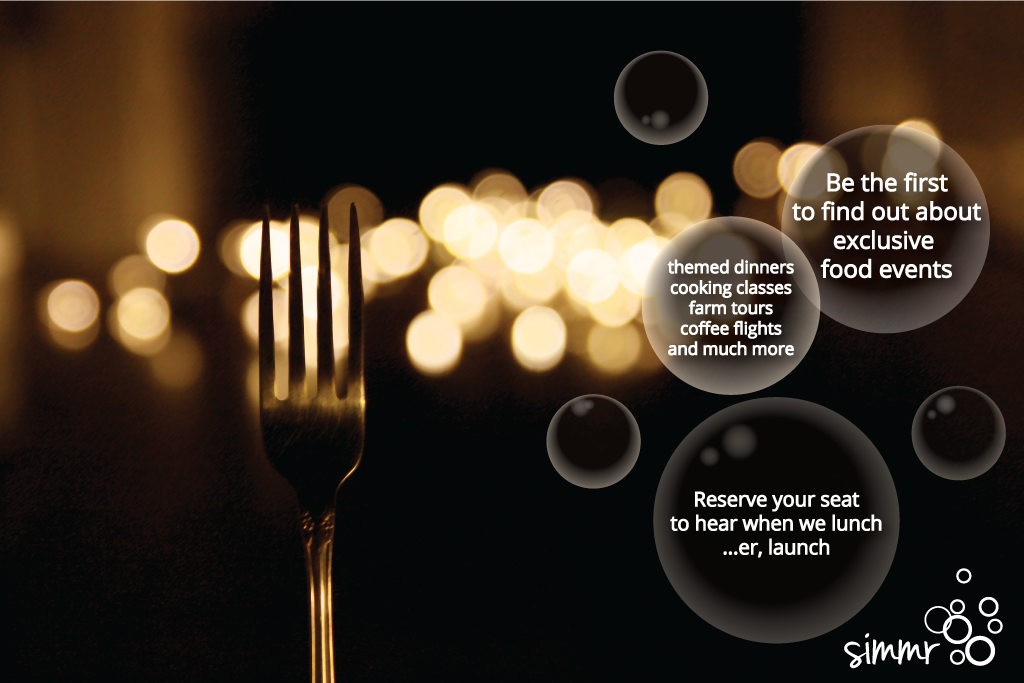 Be the first
to find out about
exclusive
food events
themed dinners
cooking classes
farm tours
coffee flights
and much more
Reserve your seat
to hear when we lunch
...er, launch
simmr